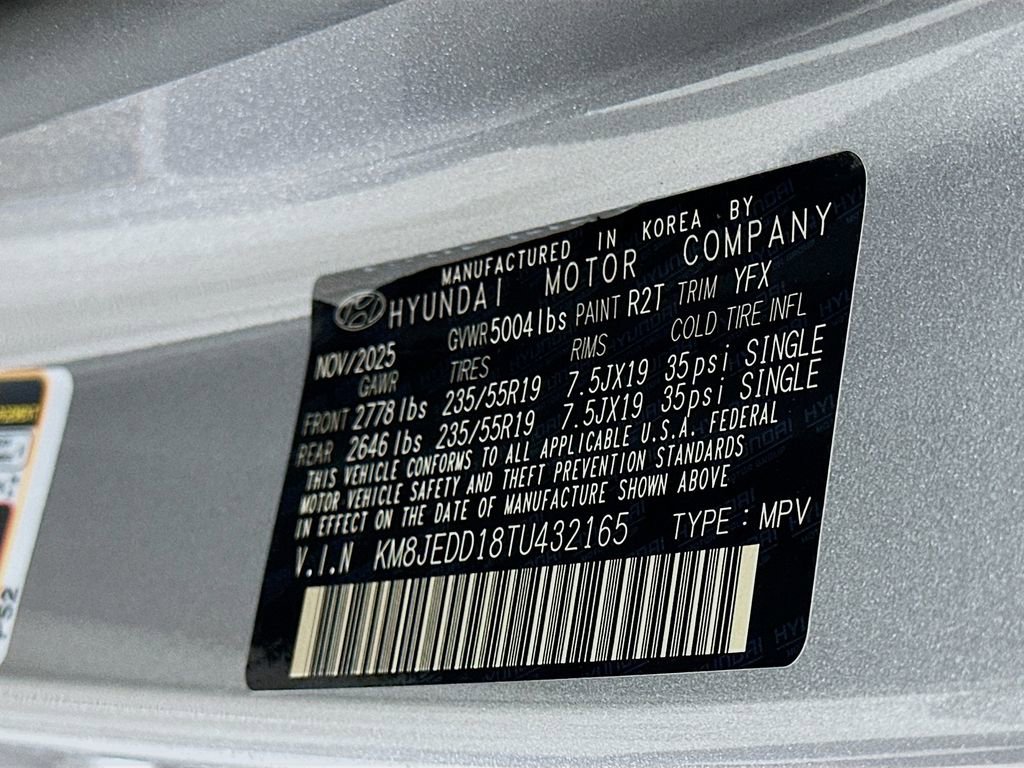 MANUFACTURED IN KOREA BY
HYUNDAI MOTOR COMPANY
NOV/2025 GVWR 5004lbs PAINT R2T TRIM YFX
GAWR TIRES RIMS COLD TIRE INFL
FRONT 2778lbs 235/55R19 7.5JX19 35psi SINGLE
REAR 2646lbs 235/55R19 7.5JX19 35psi SINGLE
THIS VEHICLE CONFORMS TO ALL APPLICABLE U.S.A. FEDERAL
MOTOR VEHICLE SAFETY AND THEFT PREVENTION STANDARDS
IN EFFECT ON THE DATE OF MANUFACTURE SHOWN ABOVE
V.I.N KM8JEDD18TU432165 TYPE : MPV